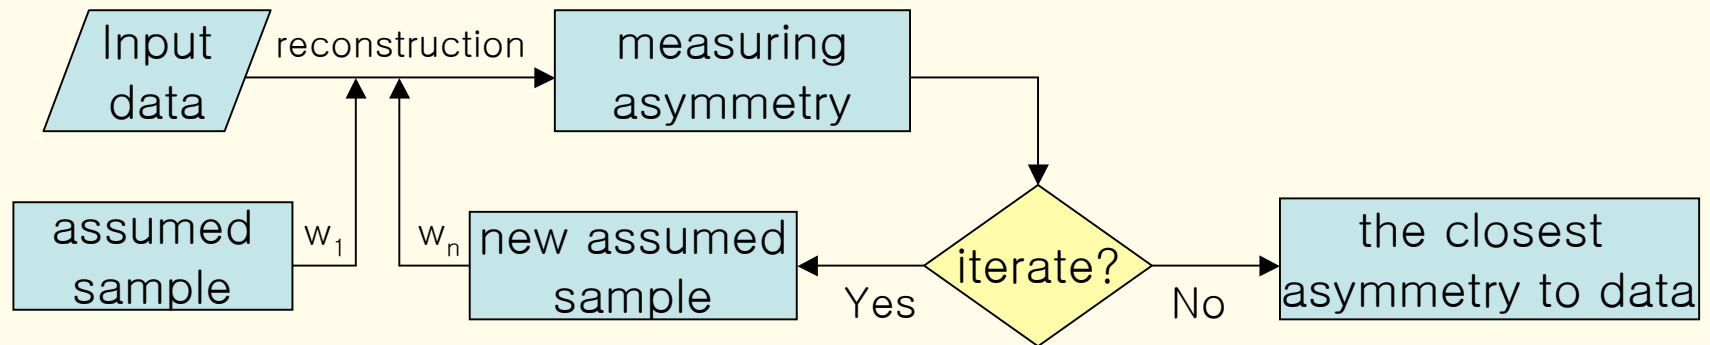 Input
data
reconstruction
measuring
asymmetry
assumed
sample
w1
wn
new assumed
sample
Yes
iterate?
No
the closest
asymmetry to data